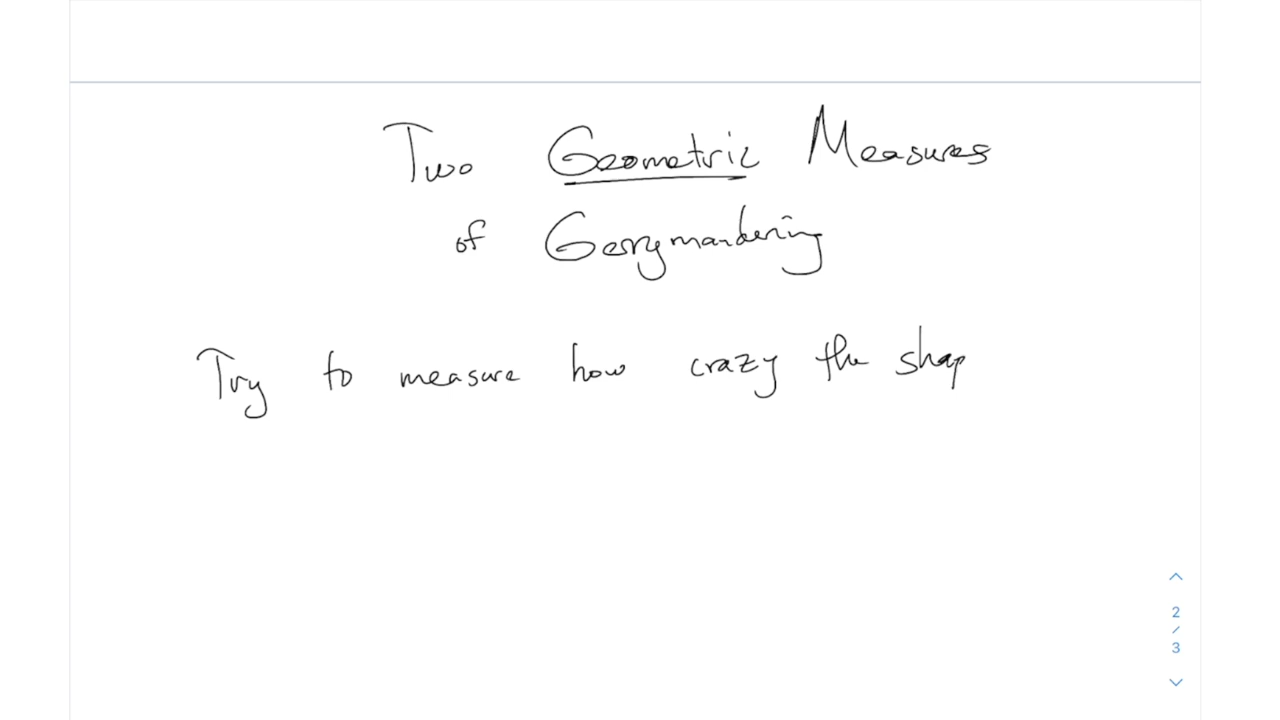 Two Geometric Measures
of Gerrymandering
Try to measure how crazy the shap
2
/
3